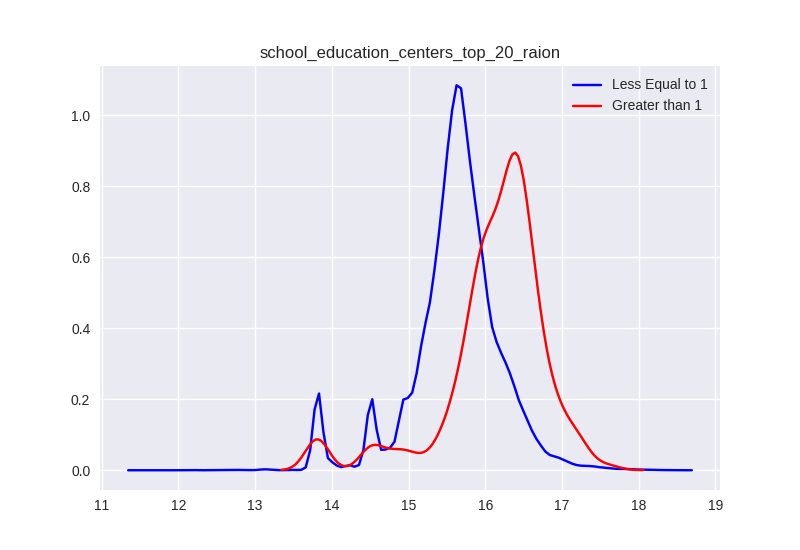 school_education_centers_top_20_raion
Less Equal to 1
Greater than 1
1.0
0.8
0.6
0.4
0.2
0.0
11 12 13 14 15 16 17 18 19